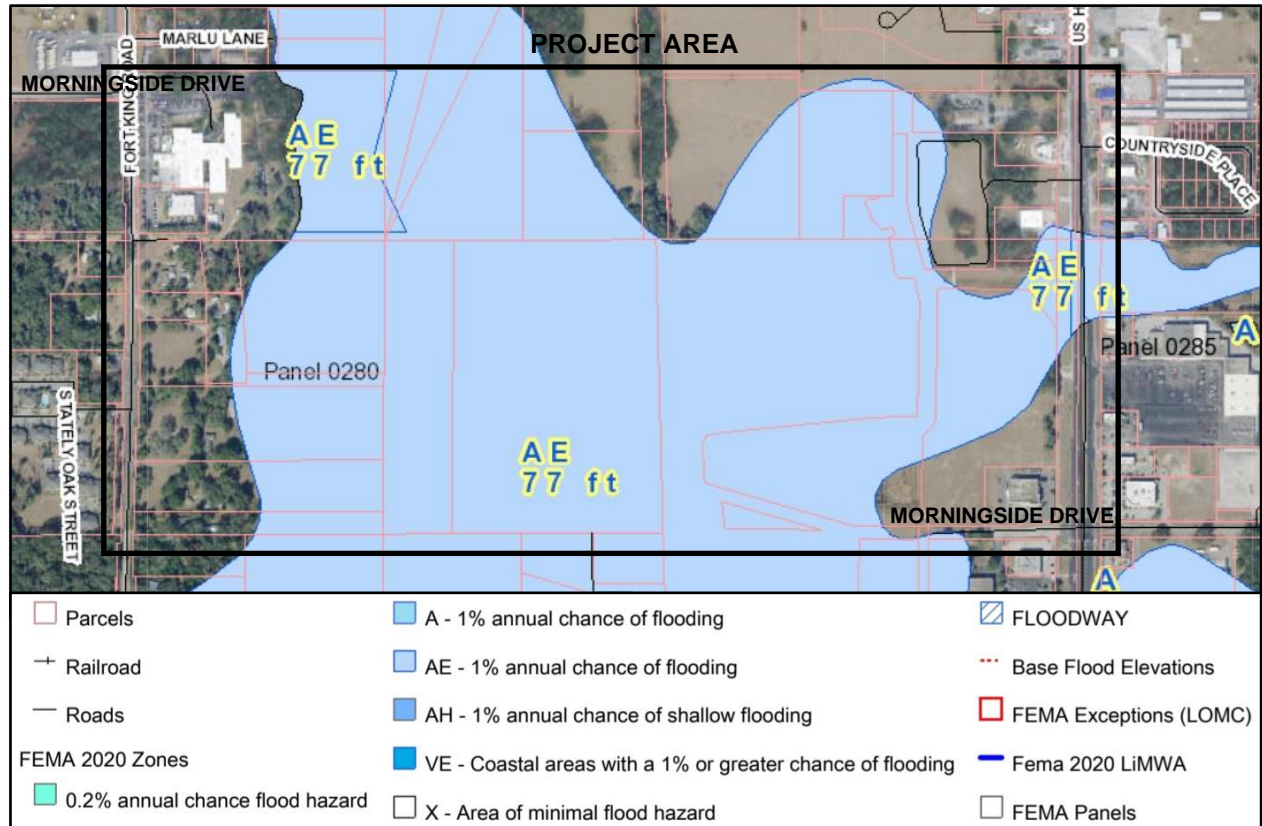 MARLU LANE
PROJECT AREA
US H
MORNINGSIDE DRIVE
FORT KING ROAD
AE
77 ft
COUNTRYSIDE PLACE
AE
77 ft
Panel 0285
A
Panel 0280
STATELY OAK STREET
AE
77 ft
MORNINGSIDE DRIVE
A
Parcels
Railroad
Roads
FEMA 2020 Zones
0.2% annual chance flood hazard
A - 1% annual chance of flooding
AE - 1% annual chance of flooding
AH - 1% annual chance of shallow flooding
VE - Coastal areas with a 1% or greater chance of flooding
X - Area of minimal flood hazard
FLOODWAY
Base Flood Elevations
FEMA Exceptions (LOMC)
Fema 2020 LiMWA
FEMA Panels